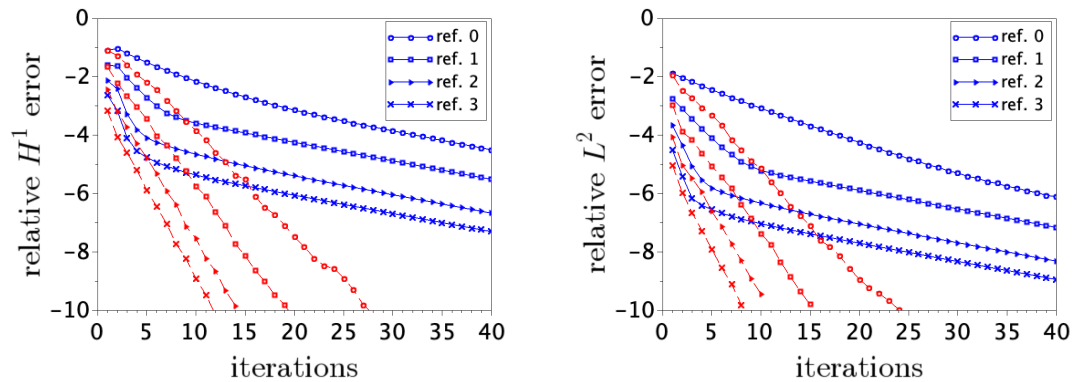 0
−2
−4
−6
−8
−10
relative H¹ error
ref. 0
ref. 1
ref. 2
ref. 3
0 5 10 15 20 25 30 35 40
iterations
0
−2
−4
−6
−8
−10
relative L² error
ref. 0
ref. 1
ref. 2
ref. 3
0 5 10 15 20 25 30 35 40
iterations